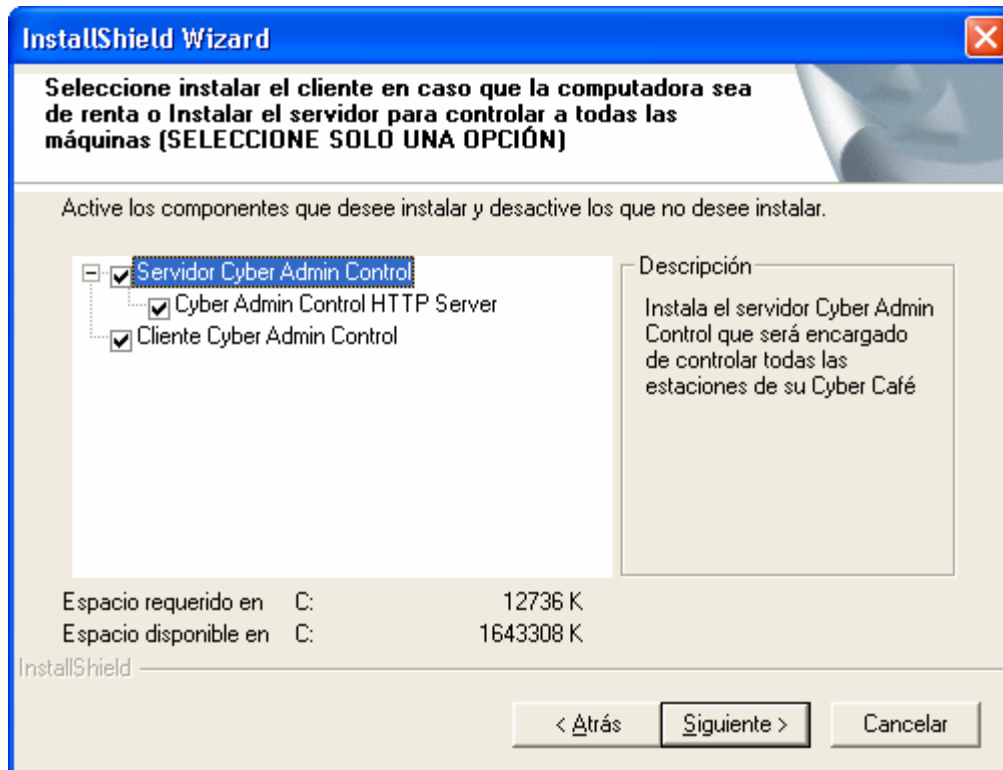 InstallShield Wizard
Seleccione instalar el cliente en caso que la computadora sea
de renta o Instalar el servidor para controlar a todas las
máquinas (SELECCIONE SOLO UNA OPCIÓN)
Active los componentes que desee instalar y desactive los que no desee instalar.
Servidor Cyber Admin Control
Cyber Admin Control HTTP Server
Cliente Cyber Admin Control
Descripción
Instala el servidor Cyber Admin
Control que será encargado
de controlar todas las
estaciones de su Cyber Café
Espacio requerido en C: 12736 K
Espacio disponible en C: 1643308 K
InstallShield
< Atrás Siguiente > Cancelar